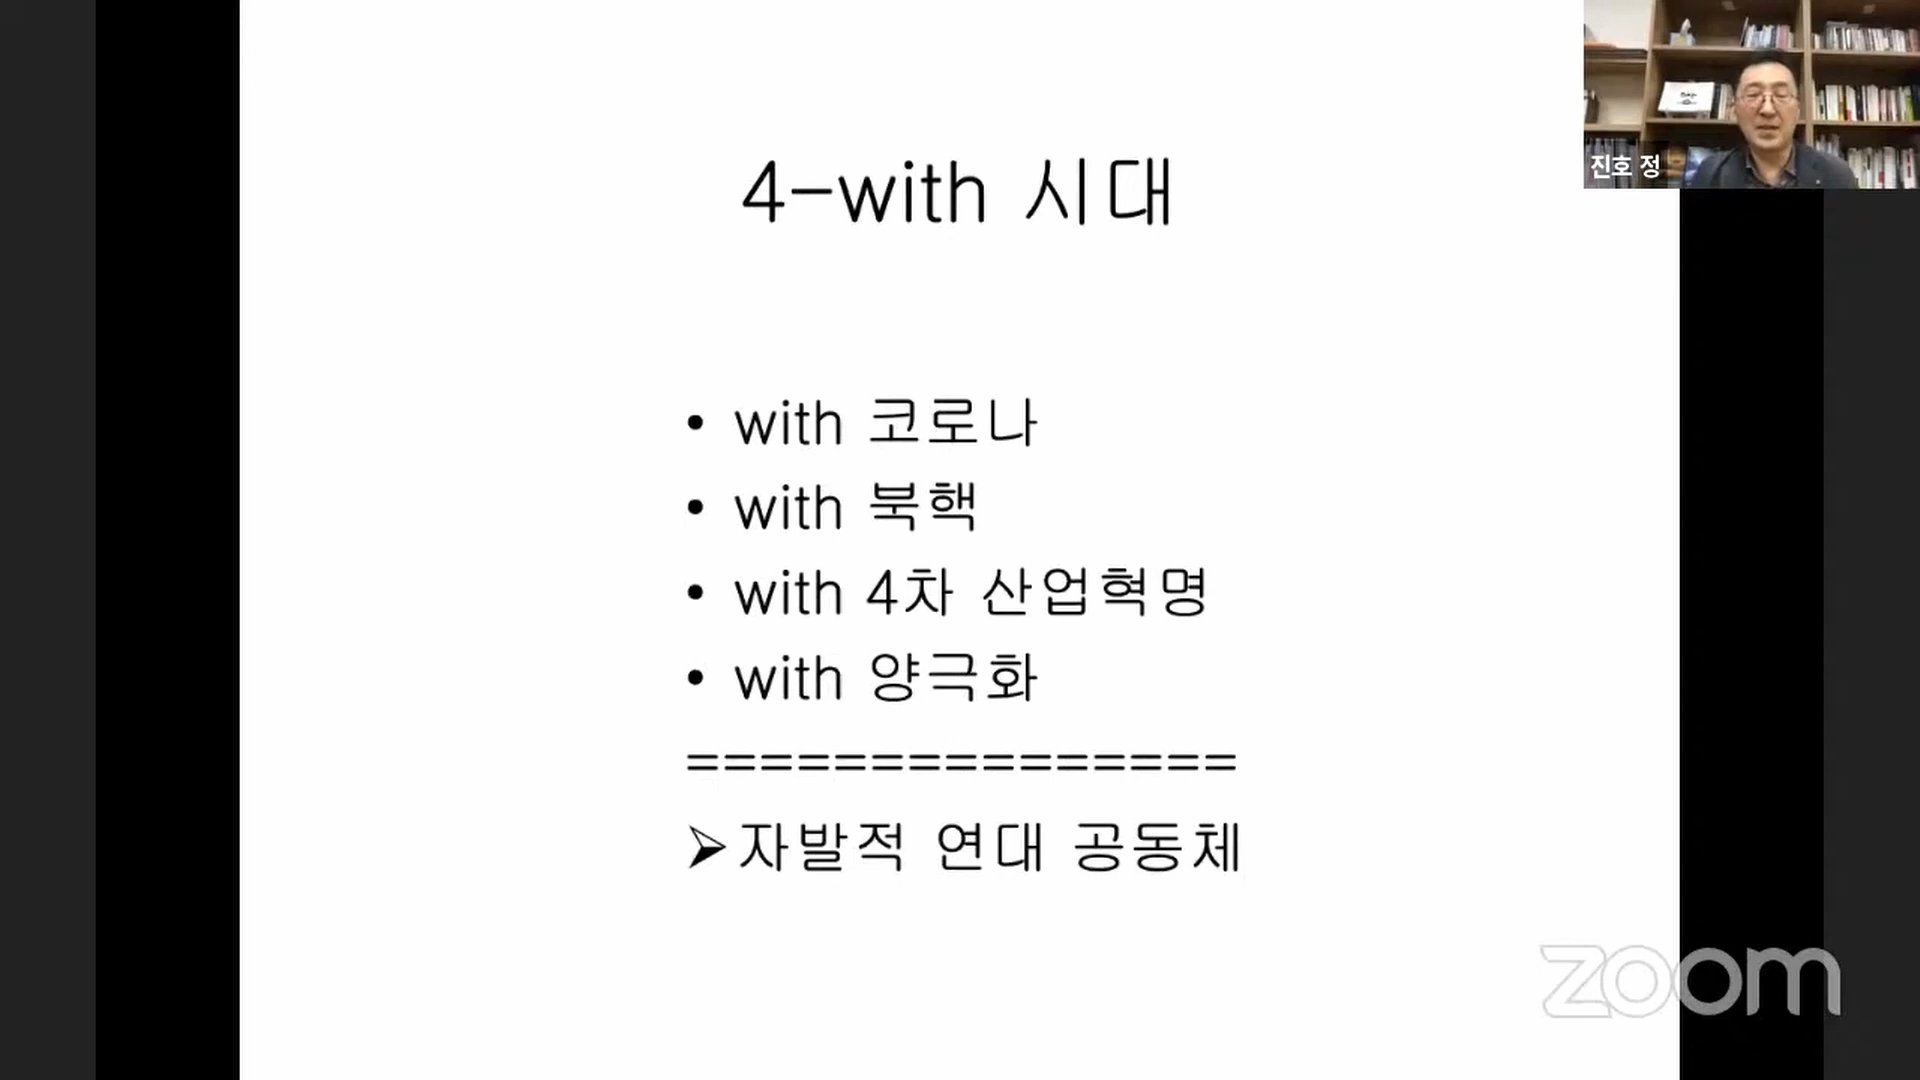 4-with 시대
• with 코로나
• with 북핵
• with 4차 산업혁명
• with 양극화
===============
➢자발적 연대 공동체
진호 정
zoom